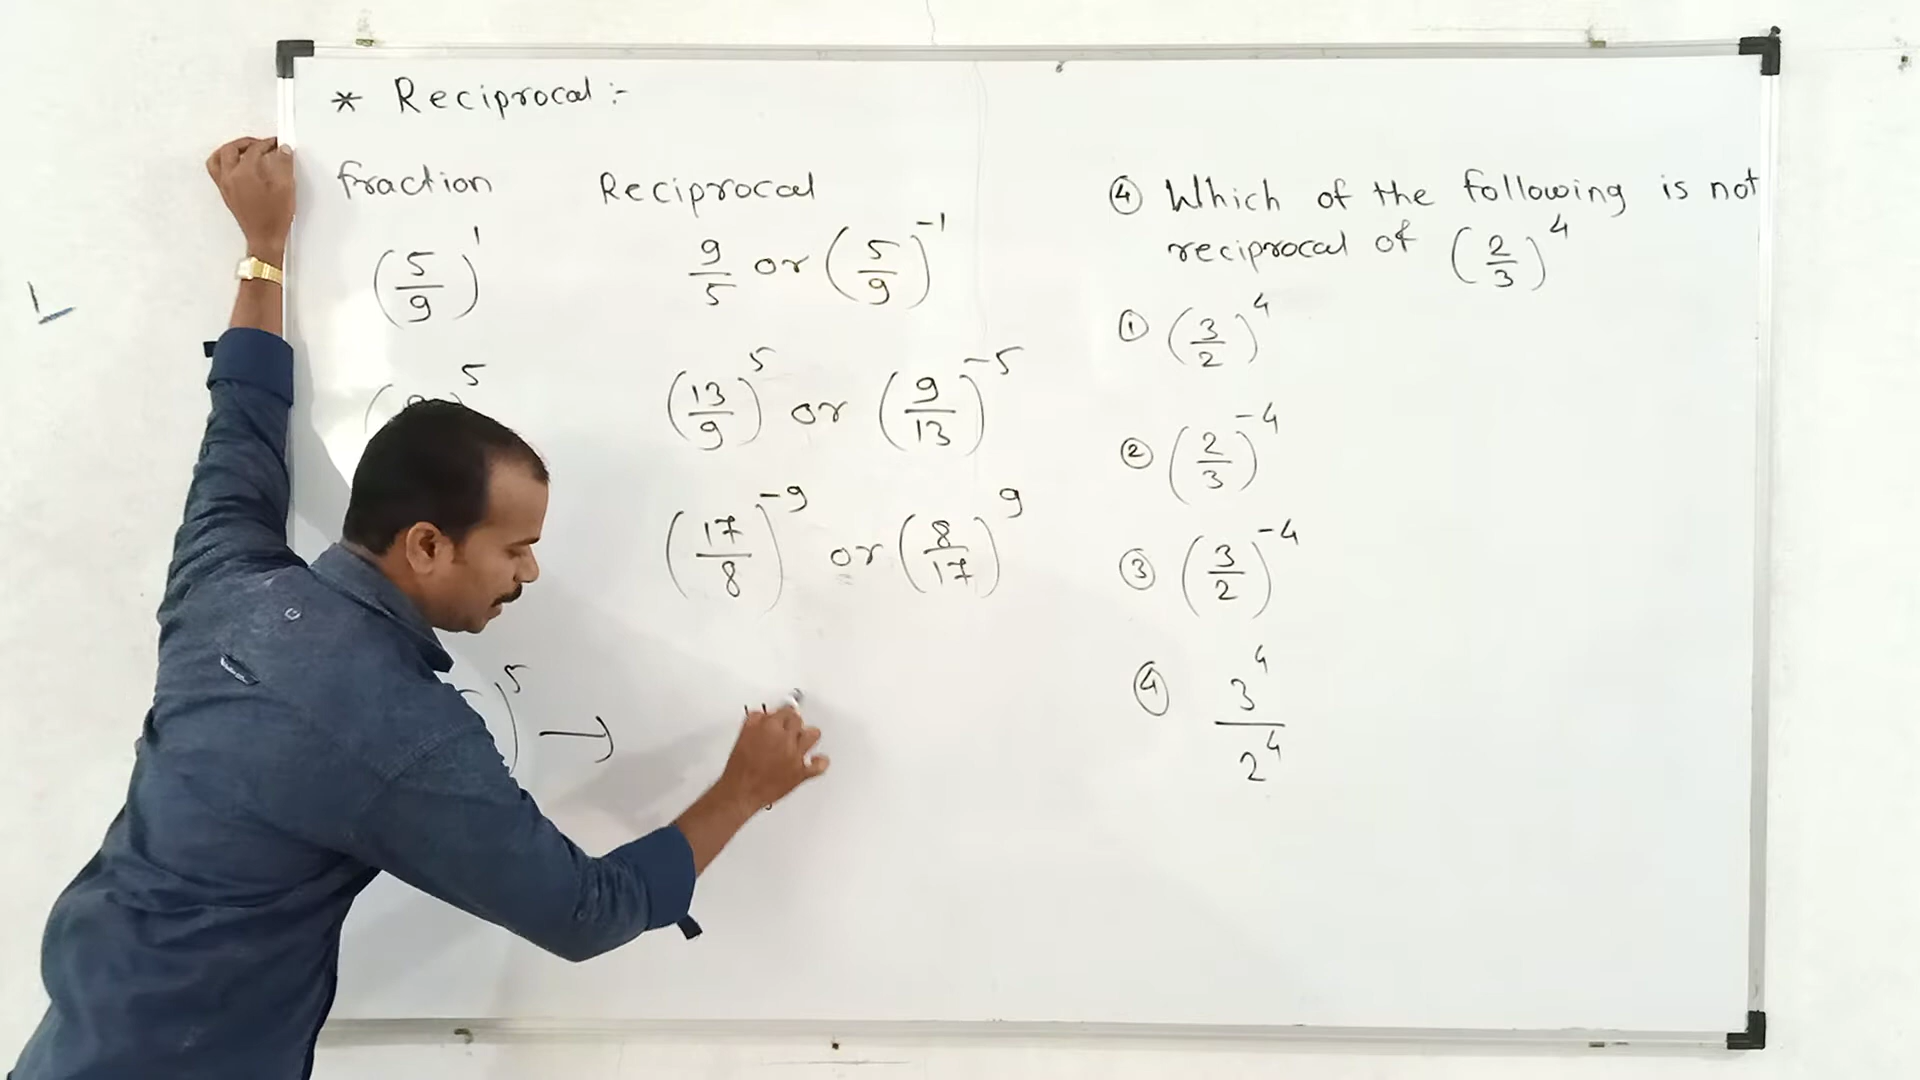 * Reciprocal :-
fraction Reciprocal
(5/9)^1 9/5 or (5/9)^-1
5 (13/9)^5 or (9/13)^-5
(17/8)^-9 or (8/17)^9
)^5 →
④ Which of the following is not
reciprocal of (2/3)^4
① (3/2)^4
② (2/3)^-4
③ (3/2)^-4
④ 3^4/2^4